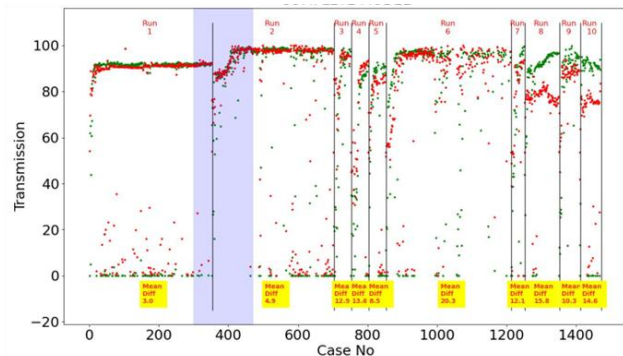 Run Run Run Run Run Run Run Run Run Run
1 2 3 4 5 6 7 8 9 10
100
80
60
40
20
0
−20
Transmission
Mean Mean Mea Mean Mean Mean Mean Mean Mean Mean
Diff Diff Diff Diff Diff Diff Diff Diff Diff Diff
3.0 4.9 12.9 13.6 8.5 20.3 12.1 15.8 10.3 14.6
0 200 400 600 800 1000 1200 1400
Case No